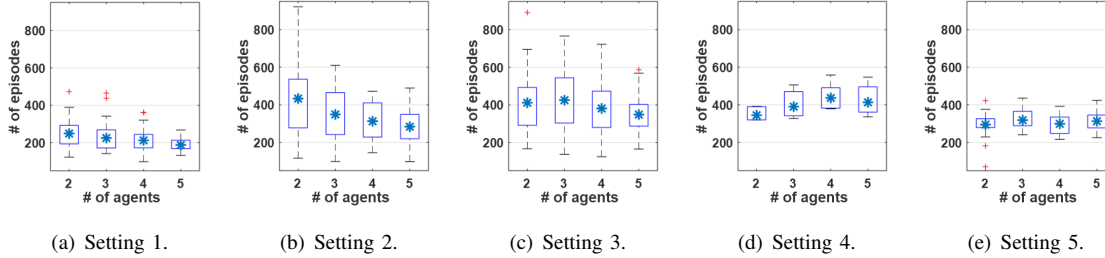 # of episodes
800
600
400
200
2 3 4 5
# of agents
(a) Setting 1.
# of episodes
800
600
400
200
2 3 4 5
# of agents
(b) Setting 2.
# of episodes
800
600
400
200
2 3 4 5
# of agents
(c) Setting 3.
# of episodes
800
600
400
200
2 3 4 5
# of agents
(d) Setting 4.
# of episodes
800
600
400
200
2 3 4 5
# of agents
(e) Setting 5.